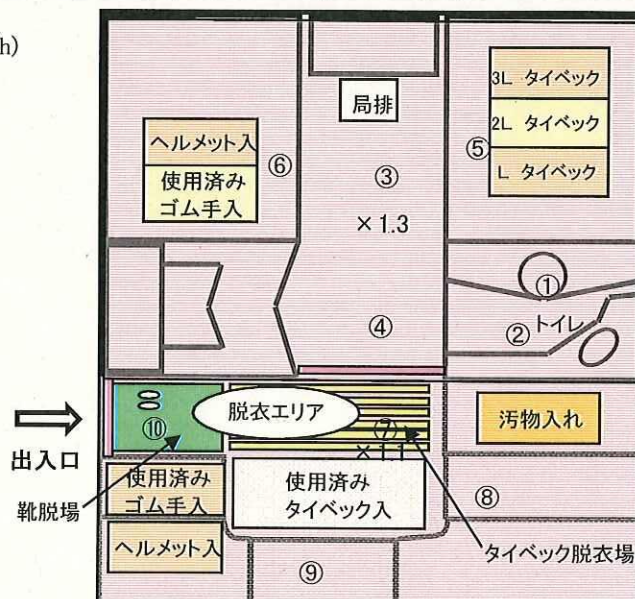 h)
局排
3L タイベック
2L タイベック
L タイベック
⑤
ヘルメット入
使用済み
ゴム手入
⑥
③
×1.3
①
②
トイレ
④
出入口
⑩
脱衣エリア
⑦
×1.1
汚物入れ
靴脱場
使用済み
ゴム手入
使用済み
タイベック入
⑧
ヘルメット入
タイベック脱衣場
⑨